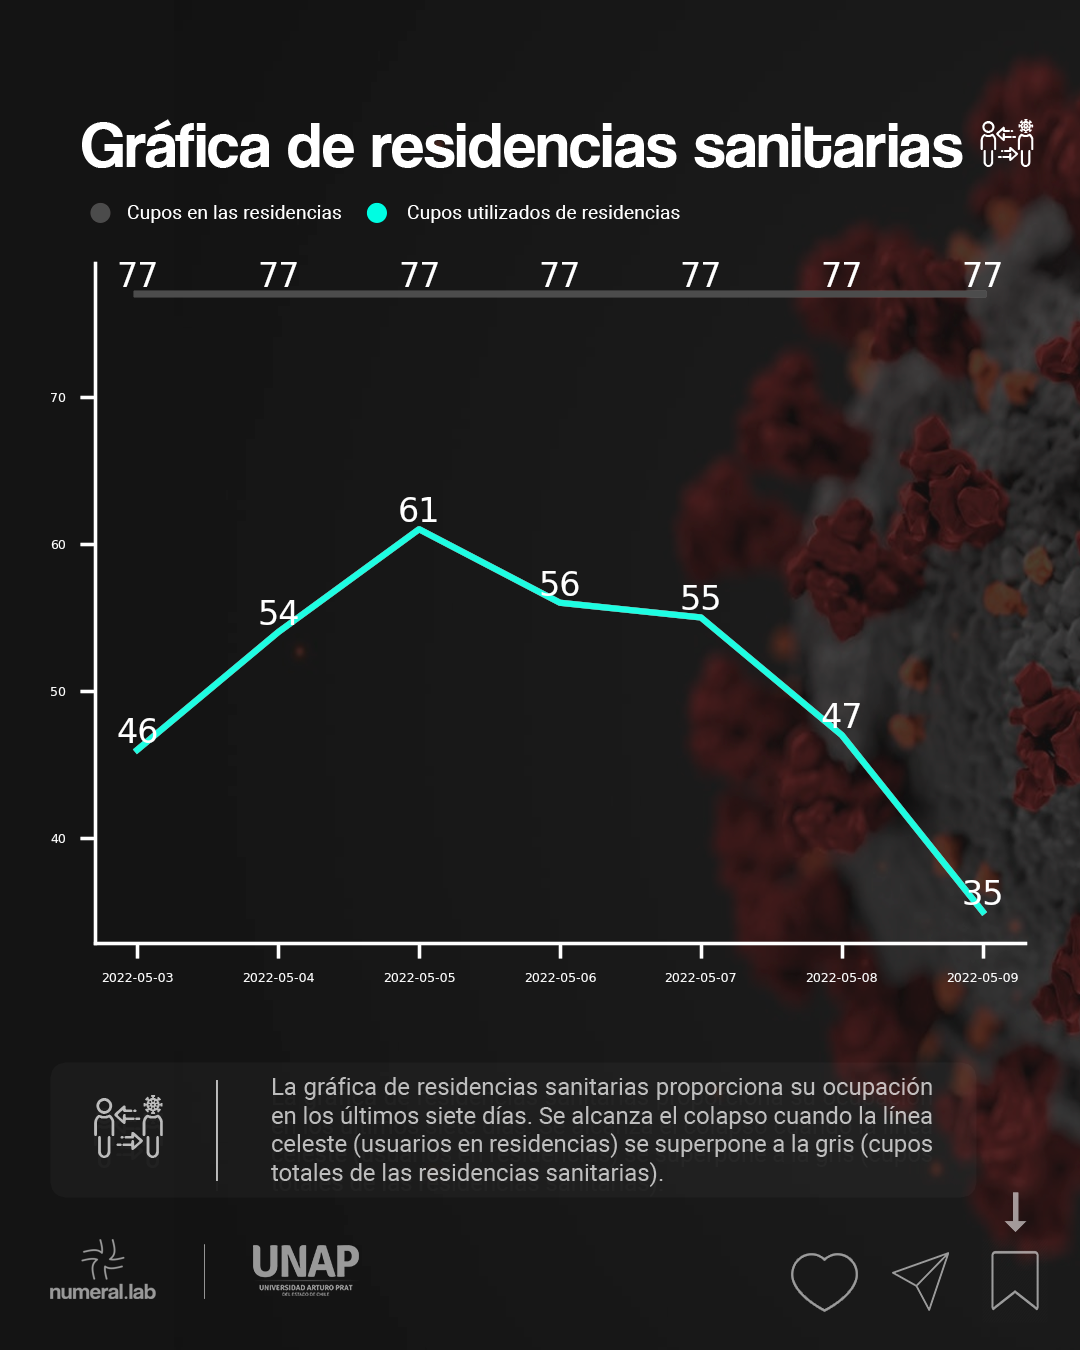 Gráfica de residencias sanitarias
Cupos en las residencias
Cupos utilizados de residencias
77 77 77 77 77 77 77
70
60
50
40
46
54
61
56
55
47
35
2022-05-03 2022-05-04 2022-05-05 2022-05-06 2022-05-07 2022-05-08 2022-05-09
La gráfica de residencias sanitarias proporciona su ocupación
en los últimos siete días. Se alcanza el colapso cuando la línea
celeste (usuarios en residencias) se superpone a la gris (cupos
totales de las residencias sanitarias).
numeral.lab
UNAP
UNIVERSIDAD ARTURO PRAT
DEL ESTADO DE CHILE